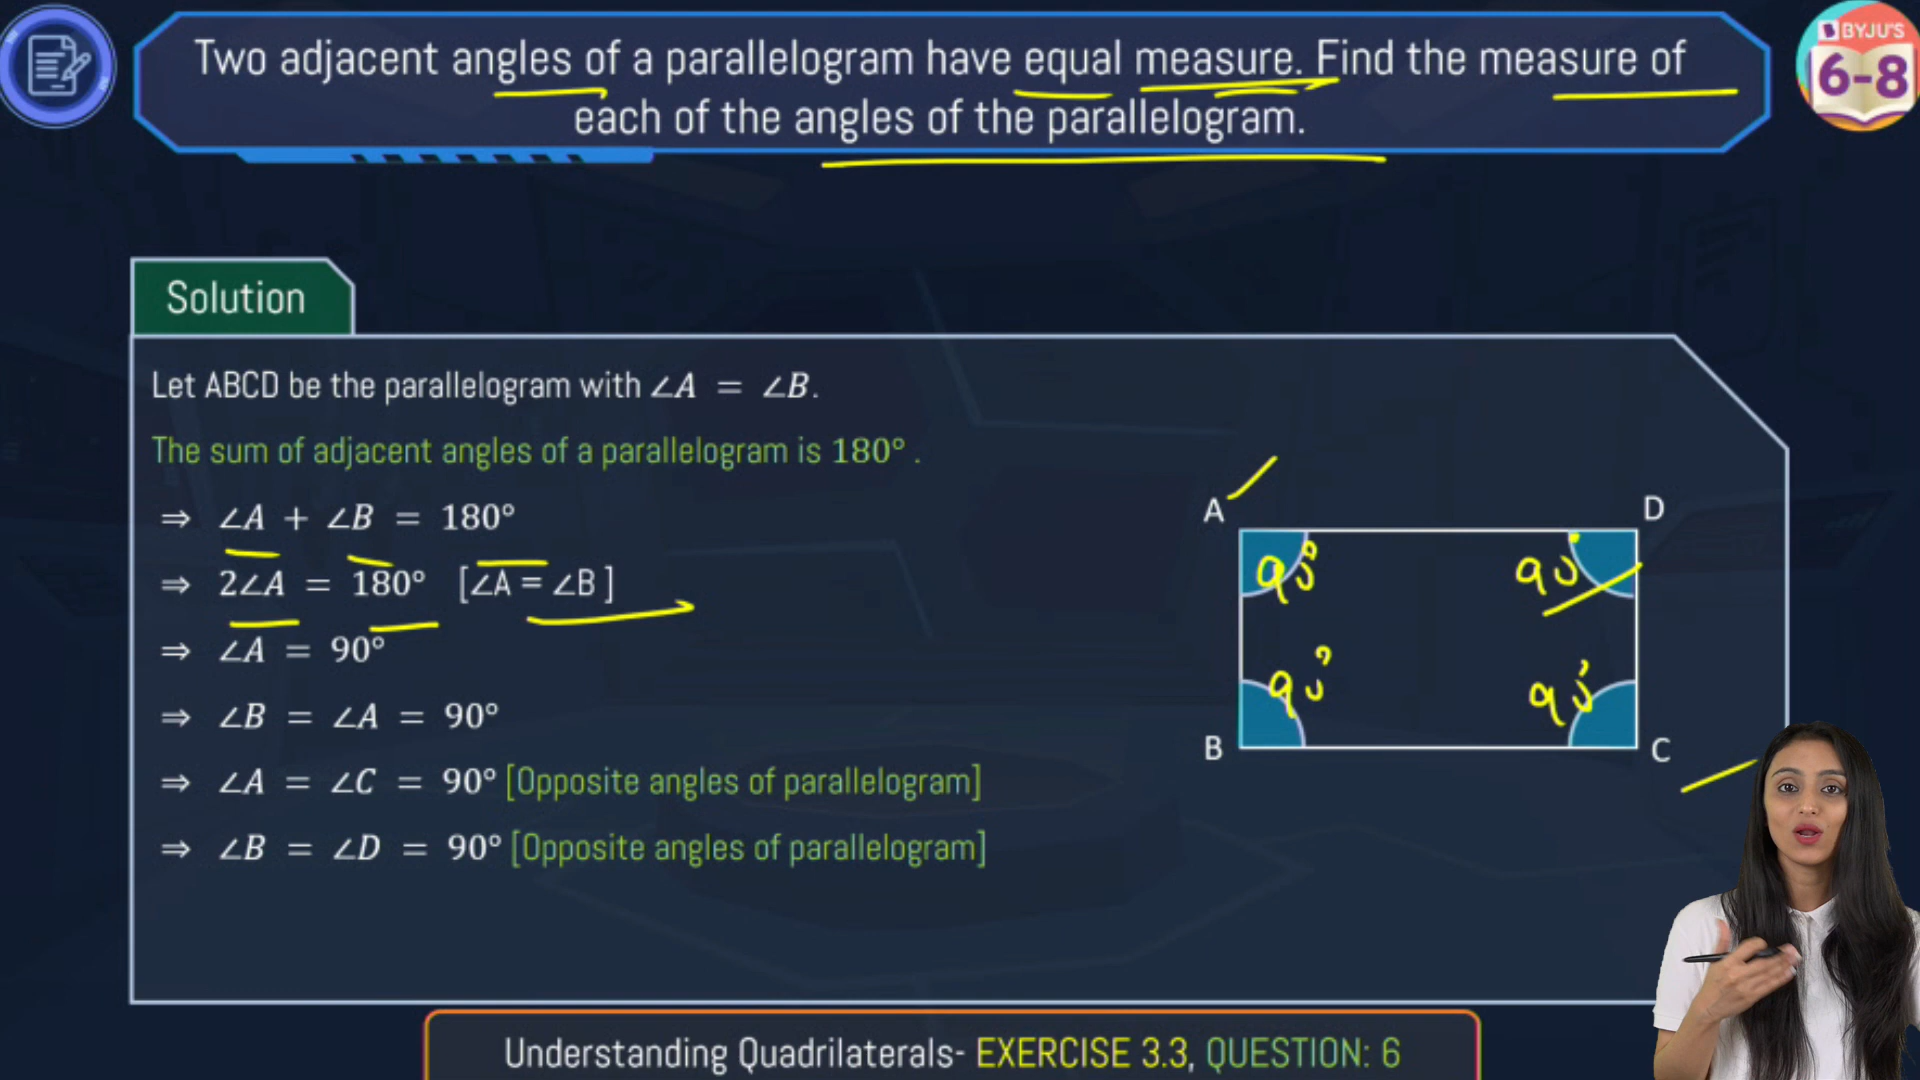 Two adjacent angles of a parallelogram have equal measure. Find the measure of
each of the angles of the parallelogram.
BYJU'S
6-8
Solution
Let ABCD be the parallelogram with ∠A = ∠B.
The sum of adjacent angles of a parallelogram is 180° .
⇒ ∠A + ∠B = 180°
⇒ 2∠A = 180° [∠A = ∠B ]
⇒ ∠A = 90°
⇒ ∠B = ∠A = 90°
⇒ ∠A = ∠C = 90° [Opposite angles of parallelogram]
⇒ ∠B = ∠D = 90° [Opposite angles of parallelogram]
A
D
90°
90°
90°
90°
B
C
Understanding Quadrilaterals- EXERCISE 3.3, QUESTION: 6